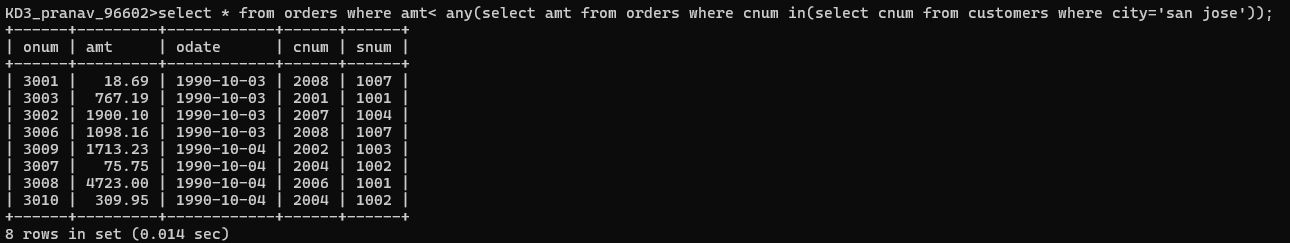 KD3_pranav_96602>select * from orders where amt< any(select amt from orders where cnum in(select cnum from customers where city='san jose'));
+------+---------+------------+------+------+
| onum | amt     | odate      | cnum | snum |
+------+---------+------------+------+------+
| 3001 |   18.69 | 1990-10-03 | 2008 | 1007 |
| 3003 |  767.19 | 1990-10-03 | 2001 | 1001 |
| 3002 | 1900.10 | 1990-10-03 | 2007 | 1004 |
| 3006 | 1098.16 | 1990-10-03 | 2008 | 1007 |
| 3009 | 1713.23 | 1990-10-04 | 2002 | 1003 |
| 3007 |   75.75 | 1990-10-04 | 2004 | 1002 |
| 3008 | 4723.00 | 1990-10-04 | 2006 | 1001 |
| 3010 |  309.95 | 1990-10-04 | 2004 | 1002 |
+------+---------+------------+------+------+
8 rows in set (0.014 sec)